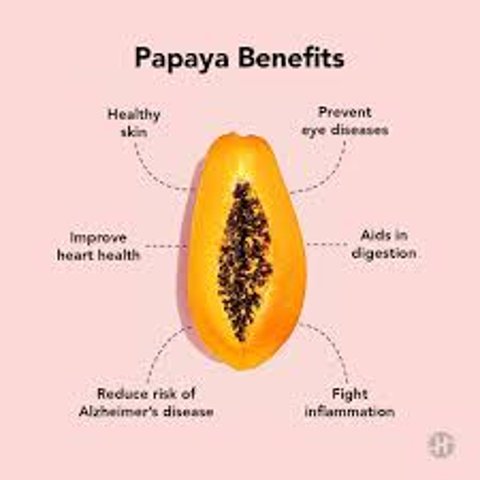 Papaya Benefits
Healthy
skin
Prevent
eye diseases
Improve
heart health
Aids in
digestion
Reduce risk of
Alzheimer's disease
Fight
inflammation
H